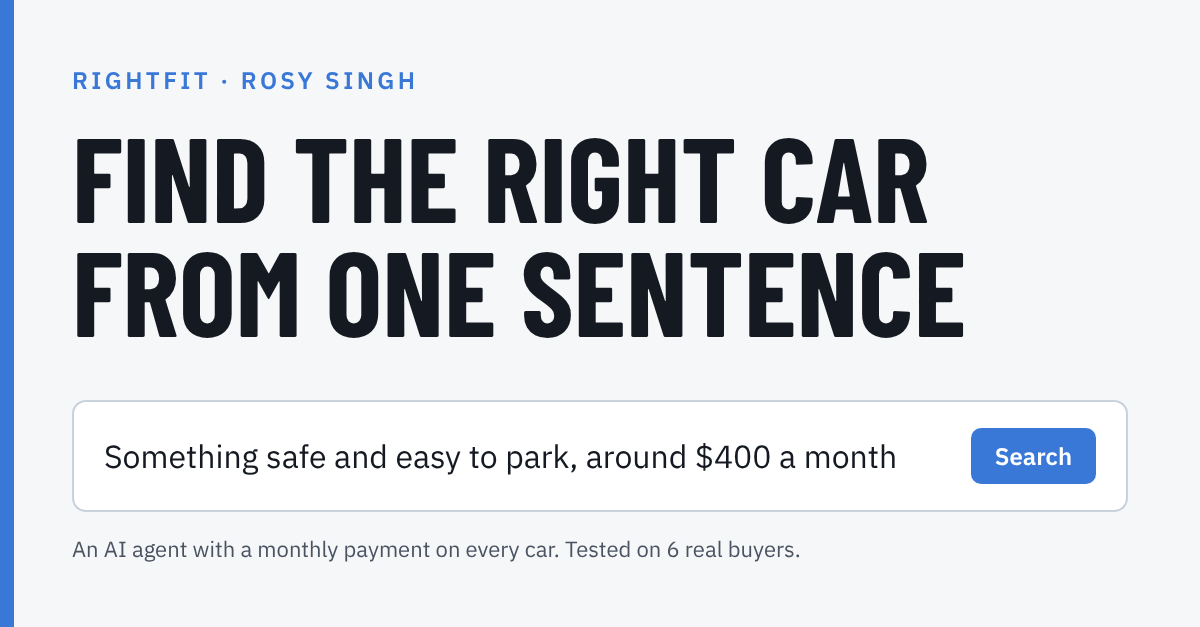 RIGHTFIT · ROSY SINGH
FIND THE RIGHT CAR
FROM ONE SENTENCE
Something safe and easy to park, around $400 a month
Search
An AI agent with a monthly payment on every car. Tested on 6 real buyers.